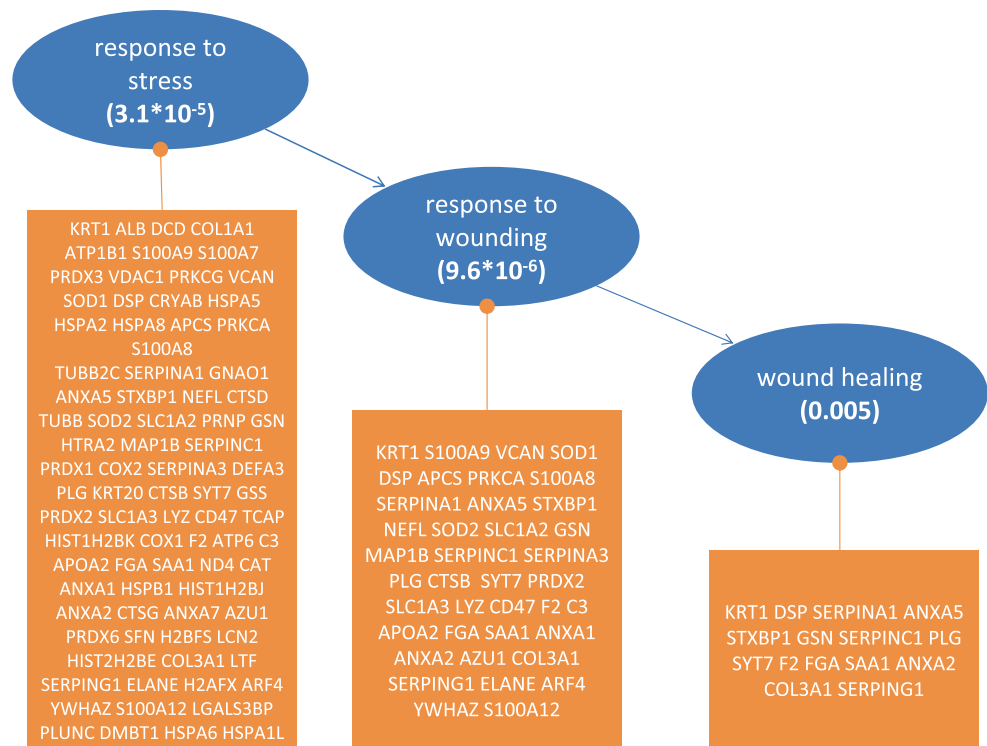 response to
stress
(3.1*10⁻⁵)
KRT1 ALB DCD COL1A1
ATP1B1 S100A9 S100A7
PRDX3 VDAC1 PRKCG VCAN
SOD1 DSP CRYAB HSPA5
HSPA2 HSPA8 APCS PRKCA
S100A8
TUBB2C SERPINA1 GNAO1
ANXA5 STXBP1 NEFL CTSD
TUBB SOD2 SLC1A2 PRNP GSN
HTRA2 MAP1B SERPINC1
PRDX1 COX2 SERPINA3 DEFA3
PLG KRT20 CTSB SYT7 GSS
PRDX2 SLC1A3 LYZ CD47 TCAP
HIST1H2BK COX1 F2 ATP6 C3
APOA2 FGA SAA1 ND4 CAT
ANXA1 HSPB1 HIST1H2BJ
ANXA2 CTSG ANXA7 AZU1
PRDX6 SFN H2BFS LCN2
HIST2H2BE COL3A1 LTF
SERPING1 ELANE H2AFX ARF4
YWHAZ S100A12 LGALS3BP
PLUNC DMBT1 HSPA6 HSPA1L
response to
wounding
(9.6*10⁻⁶)
KRT1 S100A9 VCAN SOD1
DSP APCS PRKCA S100A8
SERPINA1 ANXA5 STXBP1
NEFL SOD2 SLC1A2 GSN
MAP1B SERPINC1 SERPINA3
PLG CTSB SYT7 PRDX2
SLC1A3 LYZ CD47 F2 C3
APOA2 FGA SAA1 ANXA1
ANXA2 AZU1 COL3A1
SERPING1 ELANE ARF4
YWHAZ S100A12
wound healing
(0.005)
KRT1 DSP SERPINA1 ANXA5
STXBP1 GSN SERPINC1 PLG
SYT7 F2 FGA SAA1 ANXA2
COL3A1 SERPING1